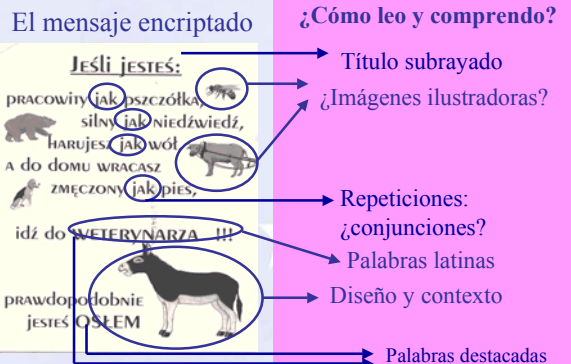 El mensaje encriptado
¿Cómo leo y comprendo?
Jeśli jesteś:
pracowity jak pszczółka,
silny jak niedźwiedź,
harujesz jak wół
a do domu wracasz
zmęczony jak pies,
idź do weterynarza !!!
prawdopodobnie
jesteś OSŁEM
Título subrayado
¿Imágenes ilustradoras?
Repeticiones:
¿conjunciones?
Palabras latinas
Diseño y contexto
Palabras destacadas